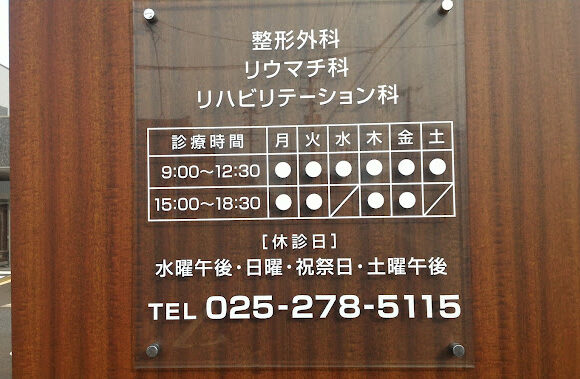 整形外科
リウマチ科
リハビリテーション科
診療時間 月 火 水 木 金 土
9:00～12:30 ● ● ● ● ● ●
15:00～18:30 ● ● ／ ● ● ／
［休診日］
水曜午後・日曜・祝祭日・土曜午後
TEL 025-278-5115